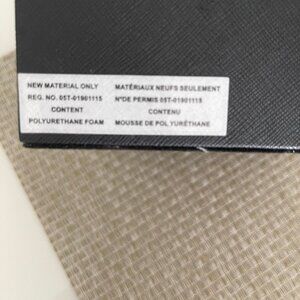 NEW MATERIAL ONLY
REG. NO. 05T-01901115
CONTENT
POLYURETHANE FOAM
MATÉRIAUX NEUFS SEULEMENT
NºDE PERMIS 05T-01901115
CONTENU
MOUSSE DE POLYURÉTHANE